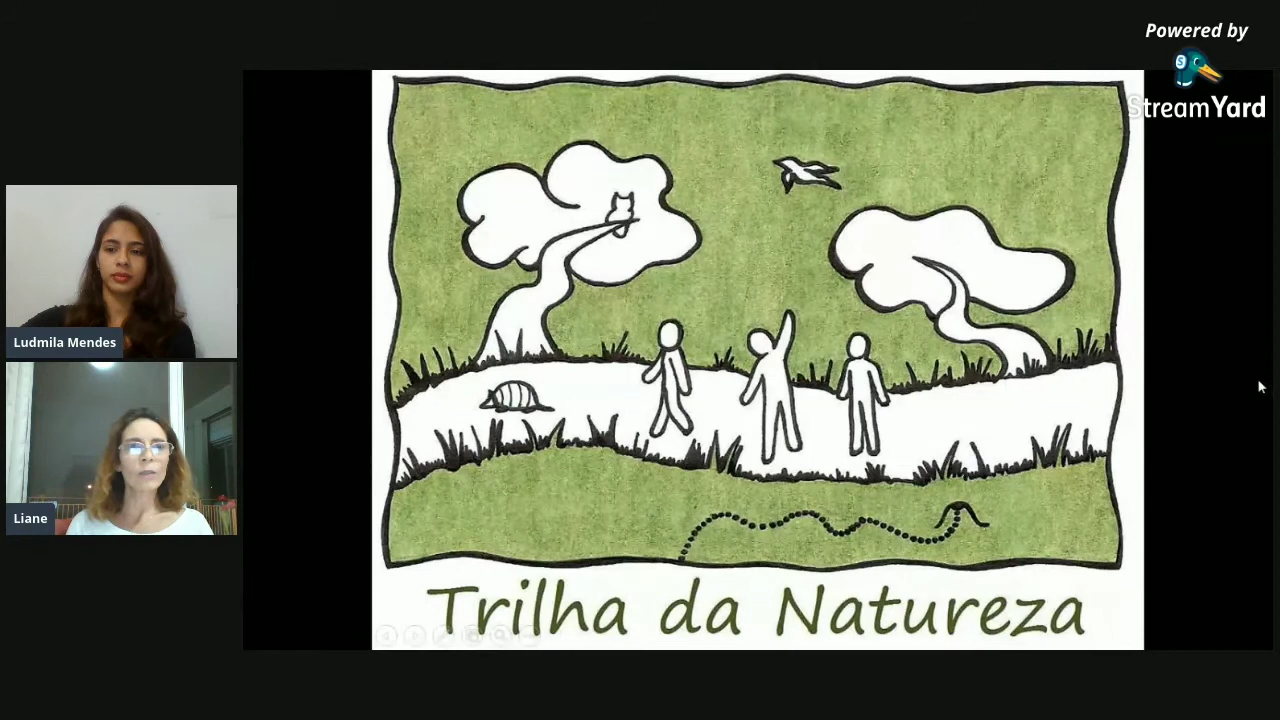 Powered by
StreamYard
Ludmila Mendes
Liane
Trilha da Natureza